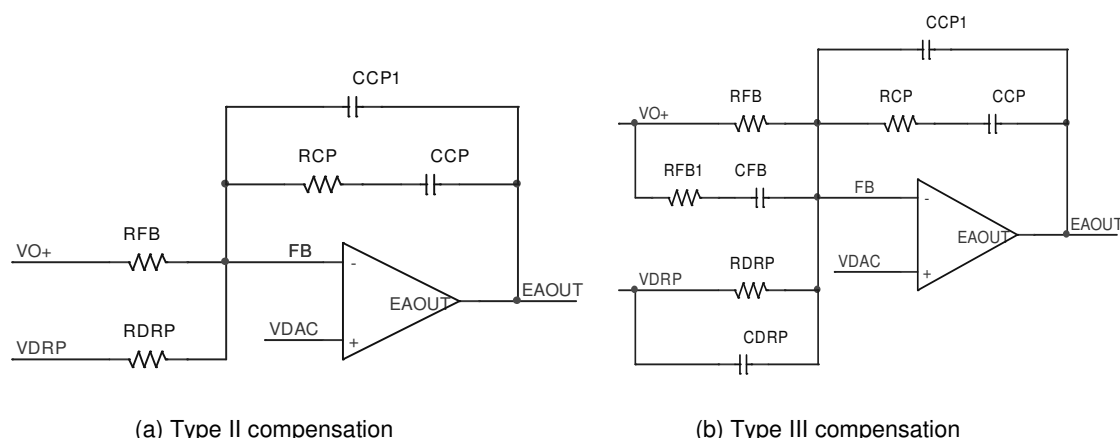 CCP1
RCP
CCP
RFB
VO+
FB
-
EAOUT
EAOUT
RDRP
VDRP
VDAC
+
(a) Type II compensation
CCP1
RFB
RCP
CCP
VO+
RFB1
CFB
FB
-
EAOUT
EAOUT
VDRP
RDRP
VDAC
+
CDRP
(b) Type III compensation